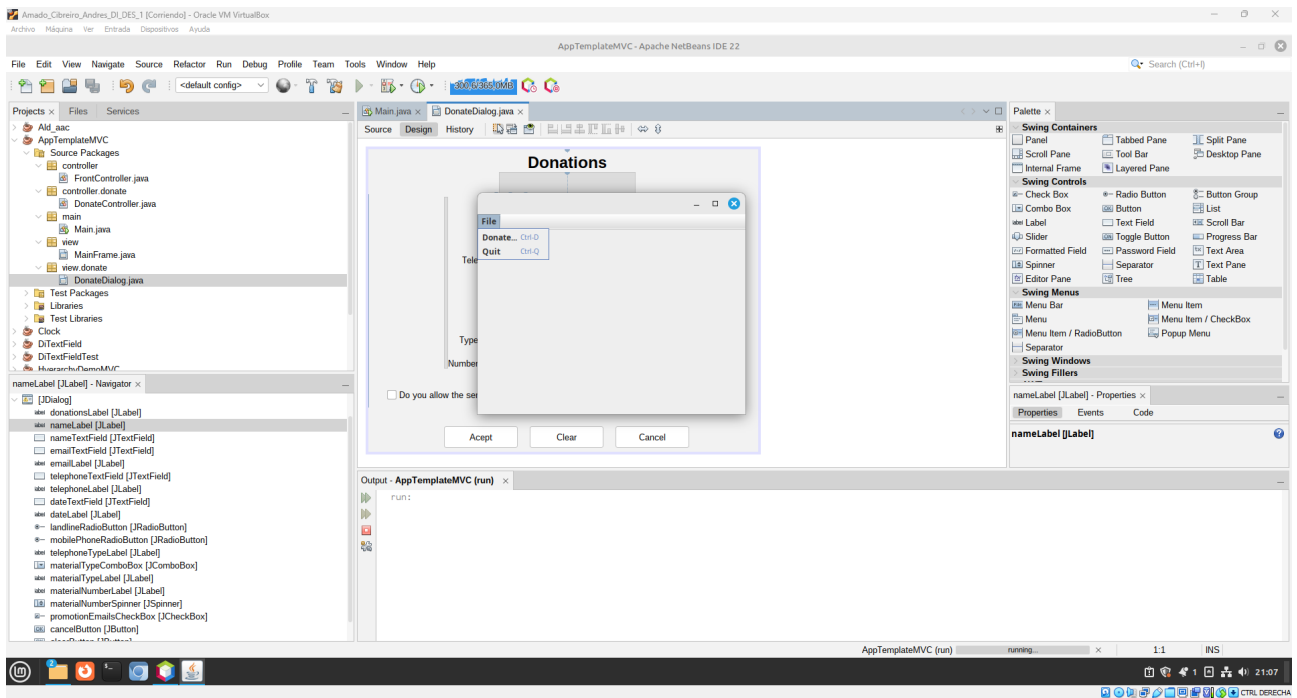 Amado_Cibreiro_Andres_DI_DES_1 [Corriendo] - Oracle VM VirtualBox
Archivo Máquina Ver Entrada Dispositivos Ayuda
AppTemplateMVC - Apache NetBeans IDE 22
File Edit View Navigate Source Refactor Run Debug Profile Team Tools Window Help
Search (Ctrl+I)
<default config>
Projects Files Services
Ald_aac
AppTemplateMVC
Source Packages
controller
FrontController.java
controller.donate
DonateController.java
main
Main.java
view
MainFrame.java
view.donate
DonateDialog.java
Test Packages
Libraries
Test Libraries
Clock
DiTextField
DiTextFieldTest
HyerarchyDemoMVC
nameLabel [JLabel] - Navigator
[JDialog]
donationsLabel [JLabel]
nameLabel [JLabel]
nameTextField [JTextField]
emailTextField [JTextField]
emailLabel [JLabel]
telephoneTextField [JTextField]
telephoneLabel [JLabel]
dateTextField [JTextField]
dateLabel [JLabel]
landlineRadioButton [JRadioButton]
mobilePhoneRadioButton [JRadioButton]
telephoneTypeLabel [JLabel]
materialTypeComboBox [JComboBox]
materialTypeLabel [JLabel]
materialNumberLabel [JLabel]
materialNumberSpinner [JSpinner]
promotionEmailsCheckBox [JCheckBox]
cancelButton [JButton]
Main.java DonateDialog.java
Source Design History
Donations
File
Donate... Ctrl-D
Quit Ctrl-Q
Tele
Type
Number
Do you allow the ser
Acept Clear Cancel
Output - AppTemplateMVC (run)
run:
Palette
Swing Containers
Panel Tabbed Pane Split Pane
Scroll Pane Tool Bar Desktop Pane
Internal Frame Layered Pane
Swing Controls
Check Box Radio Button Button Group
Combo Box Button List
Label Text Field Scroll Bar
Slider Toggle Button Progress Bar
Formatted Field Password Field Text Area
Spinner Separator Text Pane
Editor Pane Tree Table
Swing Menus
Menu Bar Menu Item
Menu Menu Item / CheckBox
Menu Item / RadioButton Popup Menu
Separator
Swing Windows
Swing Fillers
nameLabel [JLabel] - Properties
Properties Events Code
nameLabel [JLabel]
AppTemplateMVC (run) running... 1:1 INS
2
1 21:07
CTRL DERECHA